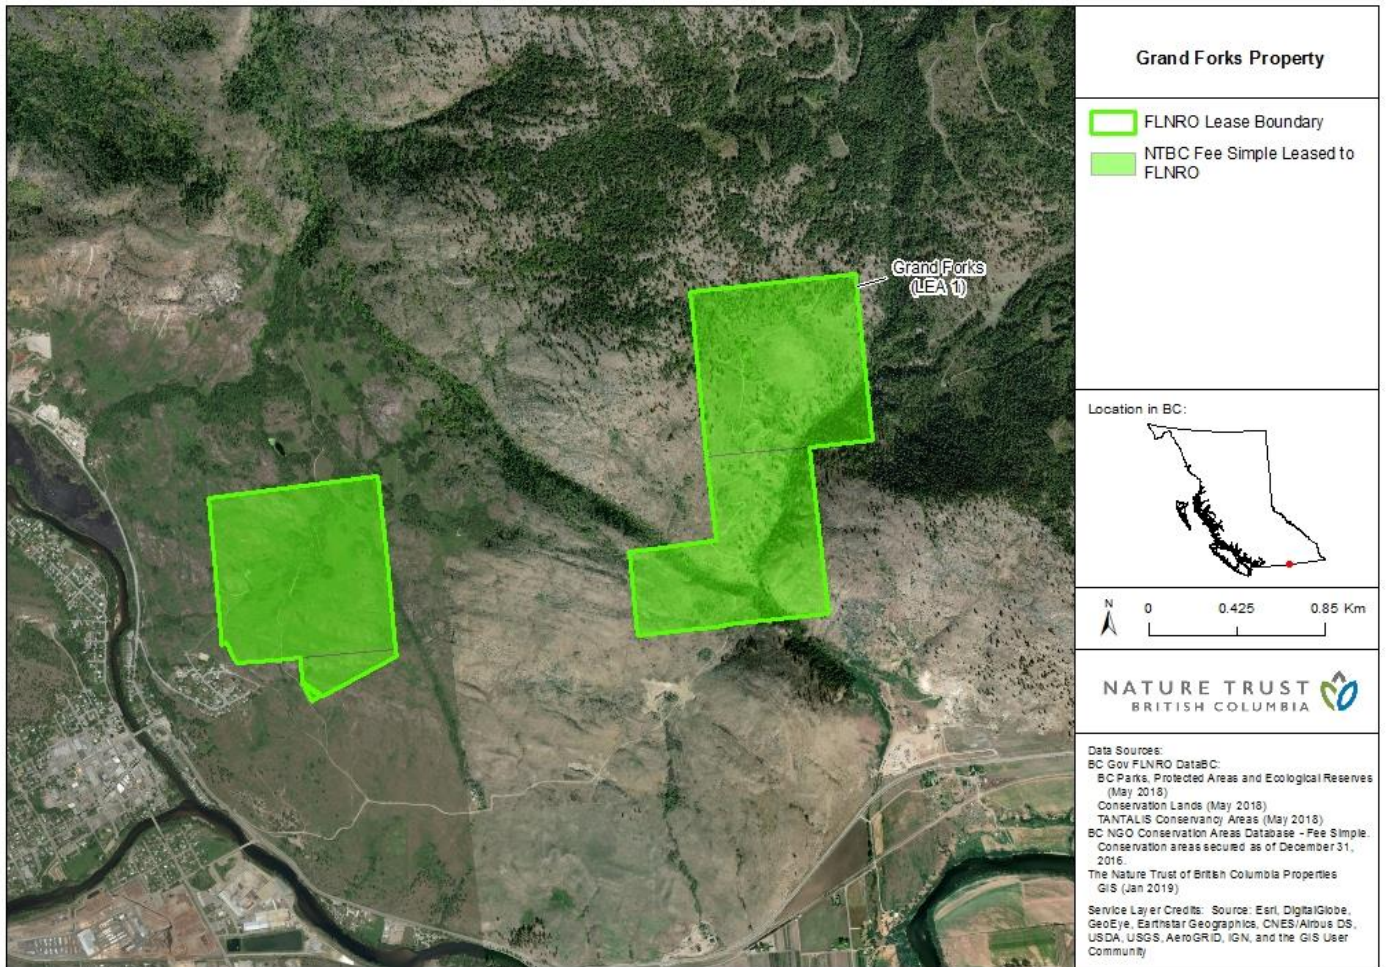 Grand Forks Property
FLNRO Lease Boundary
NTBC Fee Simple Leased to
FLNRO
Grand Forks
(LEA 1)
Location in BC:
N
0 0.425 0.85 Km
NATURE TRUST
BRITISH COLUMBIA
Data Sources:
BC Gov FLNRO DataBC:
BC Parks, Protected Areas and Ecological Reserves
(May 2018)
Conservation Lands (May 2018)
TANTALIS Conservancy Areas (May 2018)
BC NGO Conservation Areas Database - Fee Simple.
Conservation areas secured as of December 31,
2016.
The Nature Trust of British Columbia Properties
GIS (Jan 2019)
Service Layer Credits: Source: Esri, DigitalGlobe,
GeoEye, Earthstar Geographics, CNES/Airbus DS,
USDA, USGS, AeroGRID, IGN, and the GIS User
Community